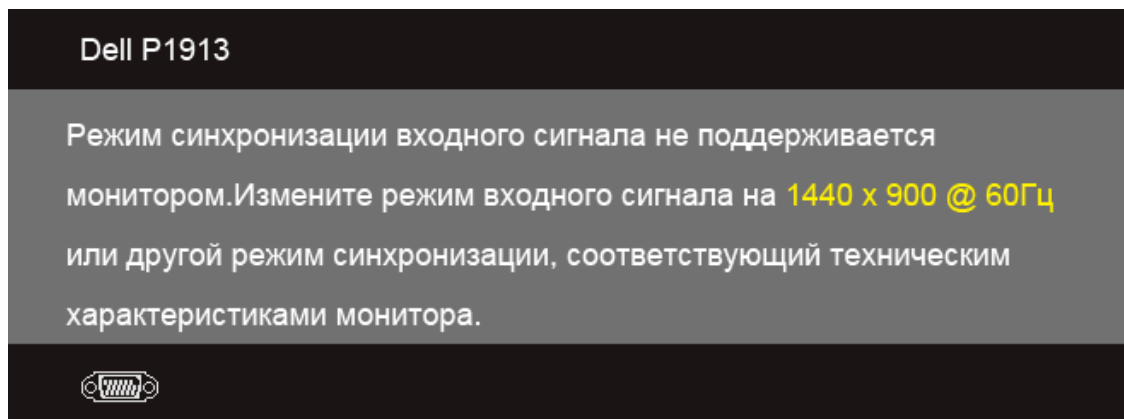 Dell P1913
Режим синхронизации входного сигнала не поддерживается
монитором.Измените режим входного сигнала на 1440 x 900 @ 60Гц
или другой режим синхронизации, соответствующий техническим
характеристиками монитора.